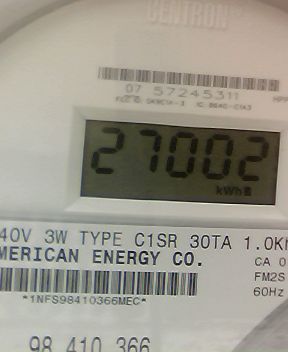 CENTRON®
07 57245311
27002
kWh
40V 3W TYPE C1SR 30TA 1.0Kh
MERICAN ENERGY CO.
CA 0
FM2S
60Hz
*1NFS98410366MEC*
98 410 366